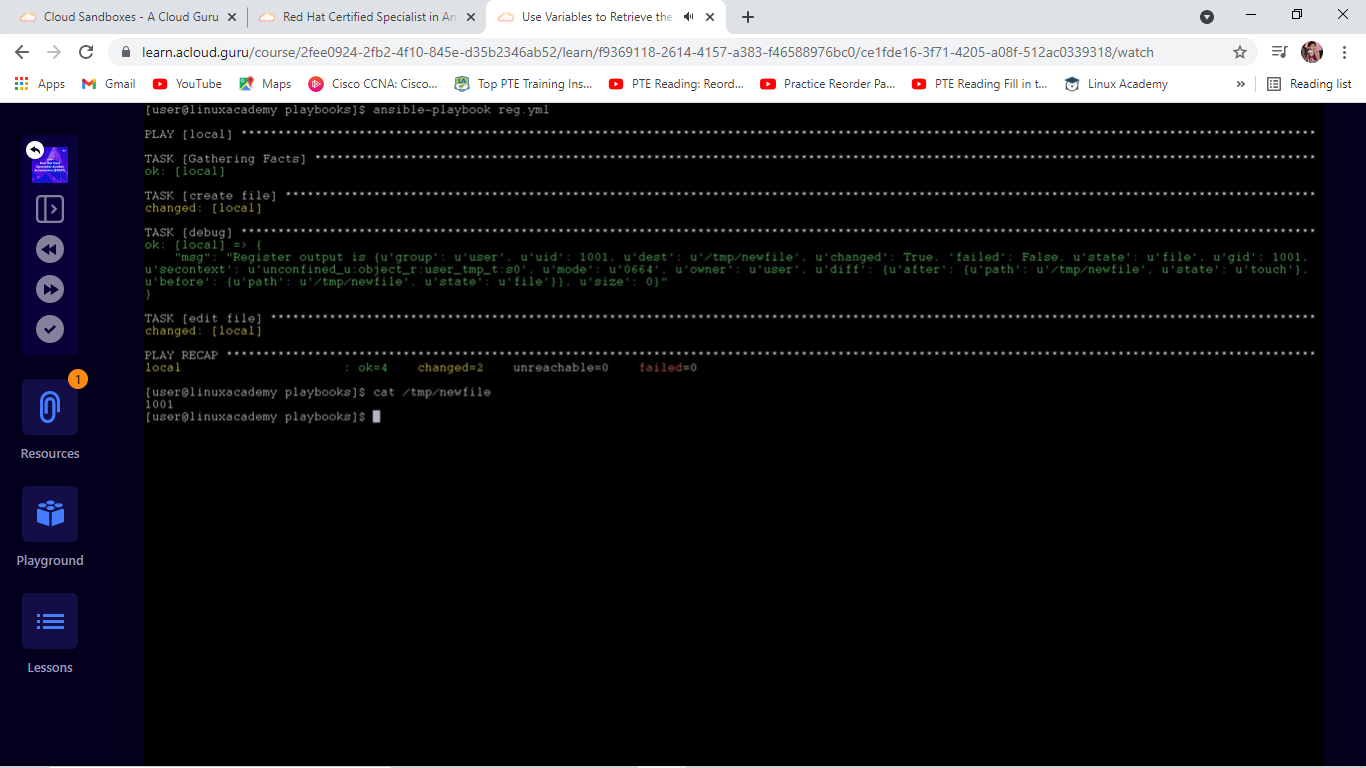 Cloud Sandboxes - A Cloud Guru
Red Hat Certified Specialist in An
Use Variables to Retrieve the
learn.acloud.guru/course/2fee0924-2fb2-4f10-845e-d35b2346ab52/learn/f9369118-2614-4157-a383-f46588976bc0/ce1fde16-3f71-4205-a08f-512ac0339318/watch
Apps Gmail YouTube Maps Cisco CCNA: Cisco... Top PTE Training Ins... PTE Reading: Reord... Practice Reorder Pa... PTE Reading Fill in t... Linux Academy » Reading list
[user@linuxacademy playbooks]$ ansible-playbook reg.yml
PLAY [local] ******************************************************************************************************************************************************
TASK [Gathering Facts] ********************************************************************************************************************************************
ok: [local]
TASK [create file] ************************************************************************************************************************************************
changed: [local]
TASK [debug] ******************************************************************************************************************************************************
ok: [local] => {
"msg": "Register output is {u'group': u'user', u'uid': 1001, u'dest': u'/tmp/newfile', u'changed': True, 'failed': False, u'state': u'file', u'gid': 1001,
u'secontext': u'unconfined_u:object_r:user_tmp_t:s0', u'mode': u'0664', u'owner': u'user', u'diff': {u'after': {u'path': u'/tmp/newfile', u'state': u'touch'},
u'before': {u'path': u'/tmp/newfile', u'state': u'file'}}, u'size': 0}"
}
TASK [edit file] **************************************************************************************************************************************************
changed: [local]
PLAY RECAP ********************************************************************************************************************************************************
local : ok=4 changed=2 unreachable=0 failed=0
[user@linuxacademy playbooks]$ cat /tmp/newfile
1001
[user@linuxacademy playbooks]$
1
Resources
Playground
Lessons